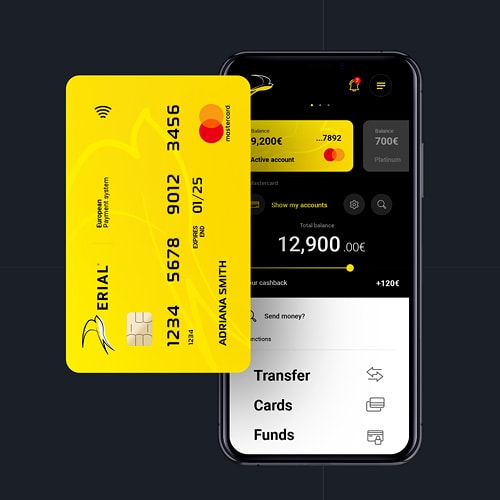 ERIAL
European
Payment system
1234 5678 9012 3456
1234
EXPIRES
END
01/25
ADRIANA SMITH
mastercard
Balance
9,200€
...7892
Active account
Balance
700€
Platinum
Mastercard
Show my accounts
Total balance
12,900.00€
our cashback
+120€
Send money?
nctions
Transfer
Cards
Funds